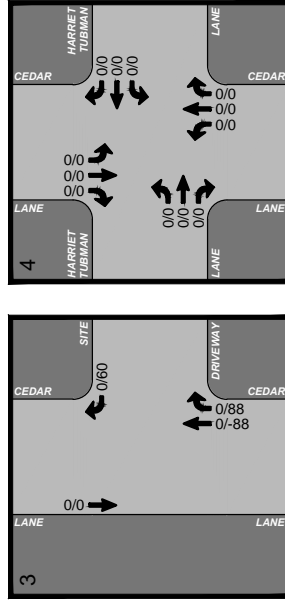 HARRIET
TUBMAN
LANE
CEDAR
CEDAR
0/0
0/0
0/0
0/0
0/0
0/0
0/0
0/0
0/0
0/0
0/0
0/0
LANE
LANE
4
HARRIET
TUBMAN
LANE
SITE
DRIVEWAY
CEDAR
CEDAR
0/60
0/88
0/-88
0/0
LANE
LANE
3